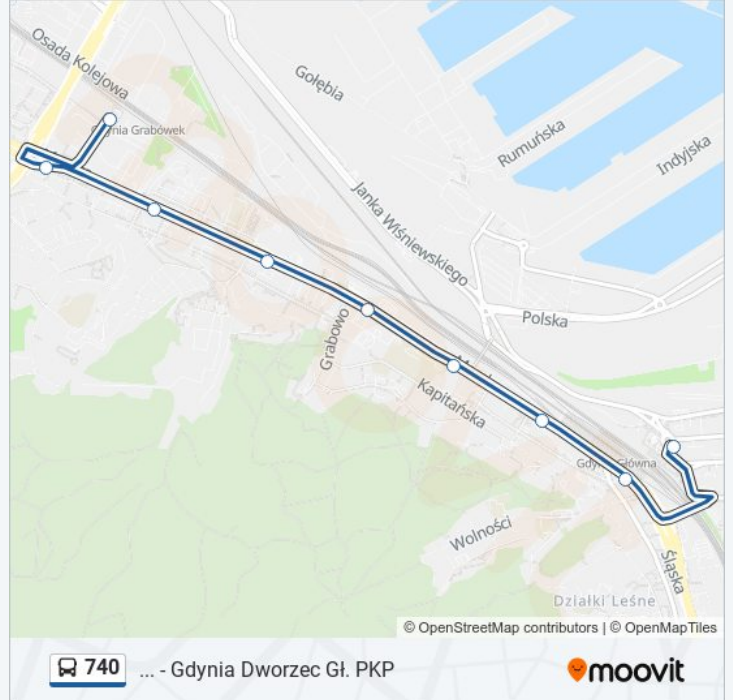 Osada Kolejowa
Gołębia
Gdynia Grabówek
Rumuńska
Indyjska
Janka Wiśniewskiego
Polska
Grabowo
Kapitańska
Gdynia Główna
Wolności
Śląska
Działki Leśne
© OpenStreetMap contributors | © OpenMapTiles
740 ... - Gdynia Dworzec Gł. PKP
moovit